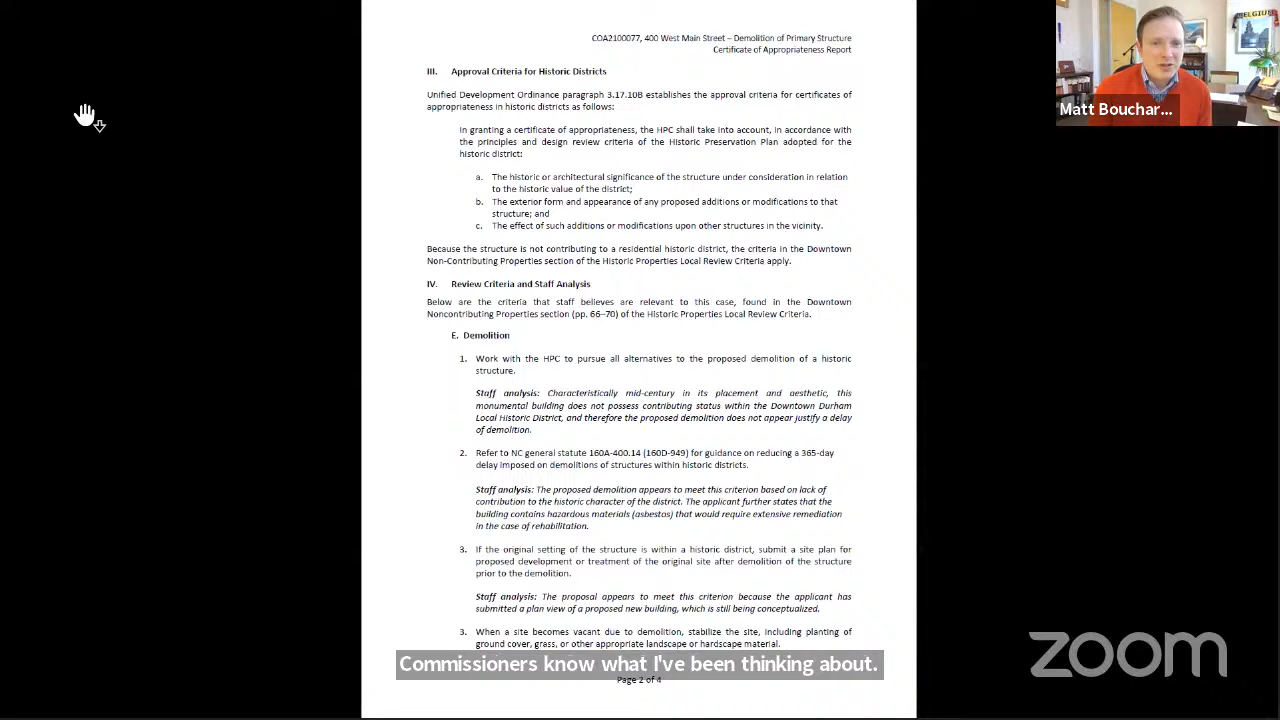 COA2100077, 400 West Main Street – Demolition of Primary Structure
Certificate of Appropriateness Report
III. Approval Criteria for Historic Districts
Unified Development Ordinance paragraph 3.17.10B establishes the approval criteria for certificates of
appropriateness in historic districts as follows:
In granting a certificate of appropriateness, the HPC shall take into account, in accordance with
the principles and design review criteria of the Historic Preservation Plan adopted for the
historic district:
a. The historic or architectural significance of the structure under consideration in relation
to the historic value of the district;
b. The exterior form and appearance of any proposed additions or modifications to that
structure; and
c. The effect of such additions or modifications upon other structures in the vicinity.
Because the structure is not contributing to a residential historic district, the criteria in the Downtown
Non-Contributing Properties section of the Historic Properties Local Review Criteria apply.
IV. Review Criteria and Staff Analysis
Below are the criteria that staff believes are relevant to this case, found in the Downtown
Noncontributing Properties section (pp. 66–70) of the Historic Properties Local Review Criteria.
E. Demolition
1. Work with the HPC to pursue all alternatives to the proposed demolition of a historic
structure.
Staff analysis: Characteristically mid-century in its placement and aesthetic, this
monumental building does not possess contributing status within the Downtown Durham
Local Historic District, and therefore the proposed demolition does not appear justify a delay
of demolition.
2. Refer to NC general statute 160A-400.14 (160D-949) for guidance on reducing a 365-day
delay imposed on demolitions of structures within historic districts.
Staff analysis: The proposed demolition appears to meet this criterion based on lack of
contribution to the historic character of the district. The applicant further states that the
building contains hazardous materials (asbestos) that would require extensive remediation
in the case of rehabilitation.
3. If the original setting of the structure is within a historic district, submit a site plan for
proposed development or treatment of the original site after demolition of the structure
prior to the demolition.
Staff analysis: The proposal appears to meet this criterion because the applicant has
submitted a plan view of a proposed new building, which is still being conceptualized.
3. When a site becomes vacant due to demolition, stabilize the site, including planting of
ground cover, grass, or other appropriate landscape or hardscape material.
Commissioners know what I've been thinking about.
Page 2 of 4
ELGIU
Matt Bouchar...
zoom